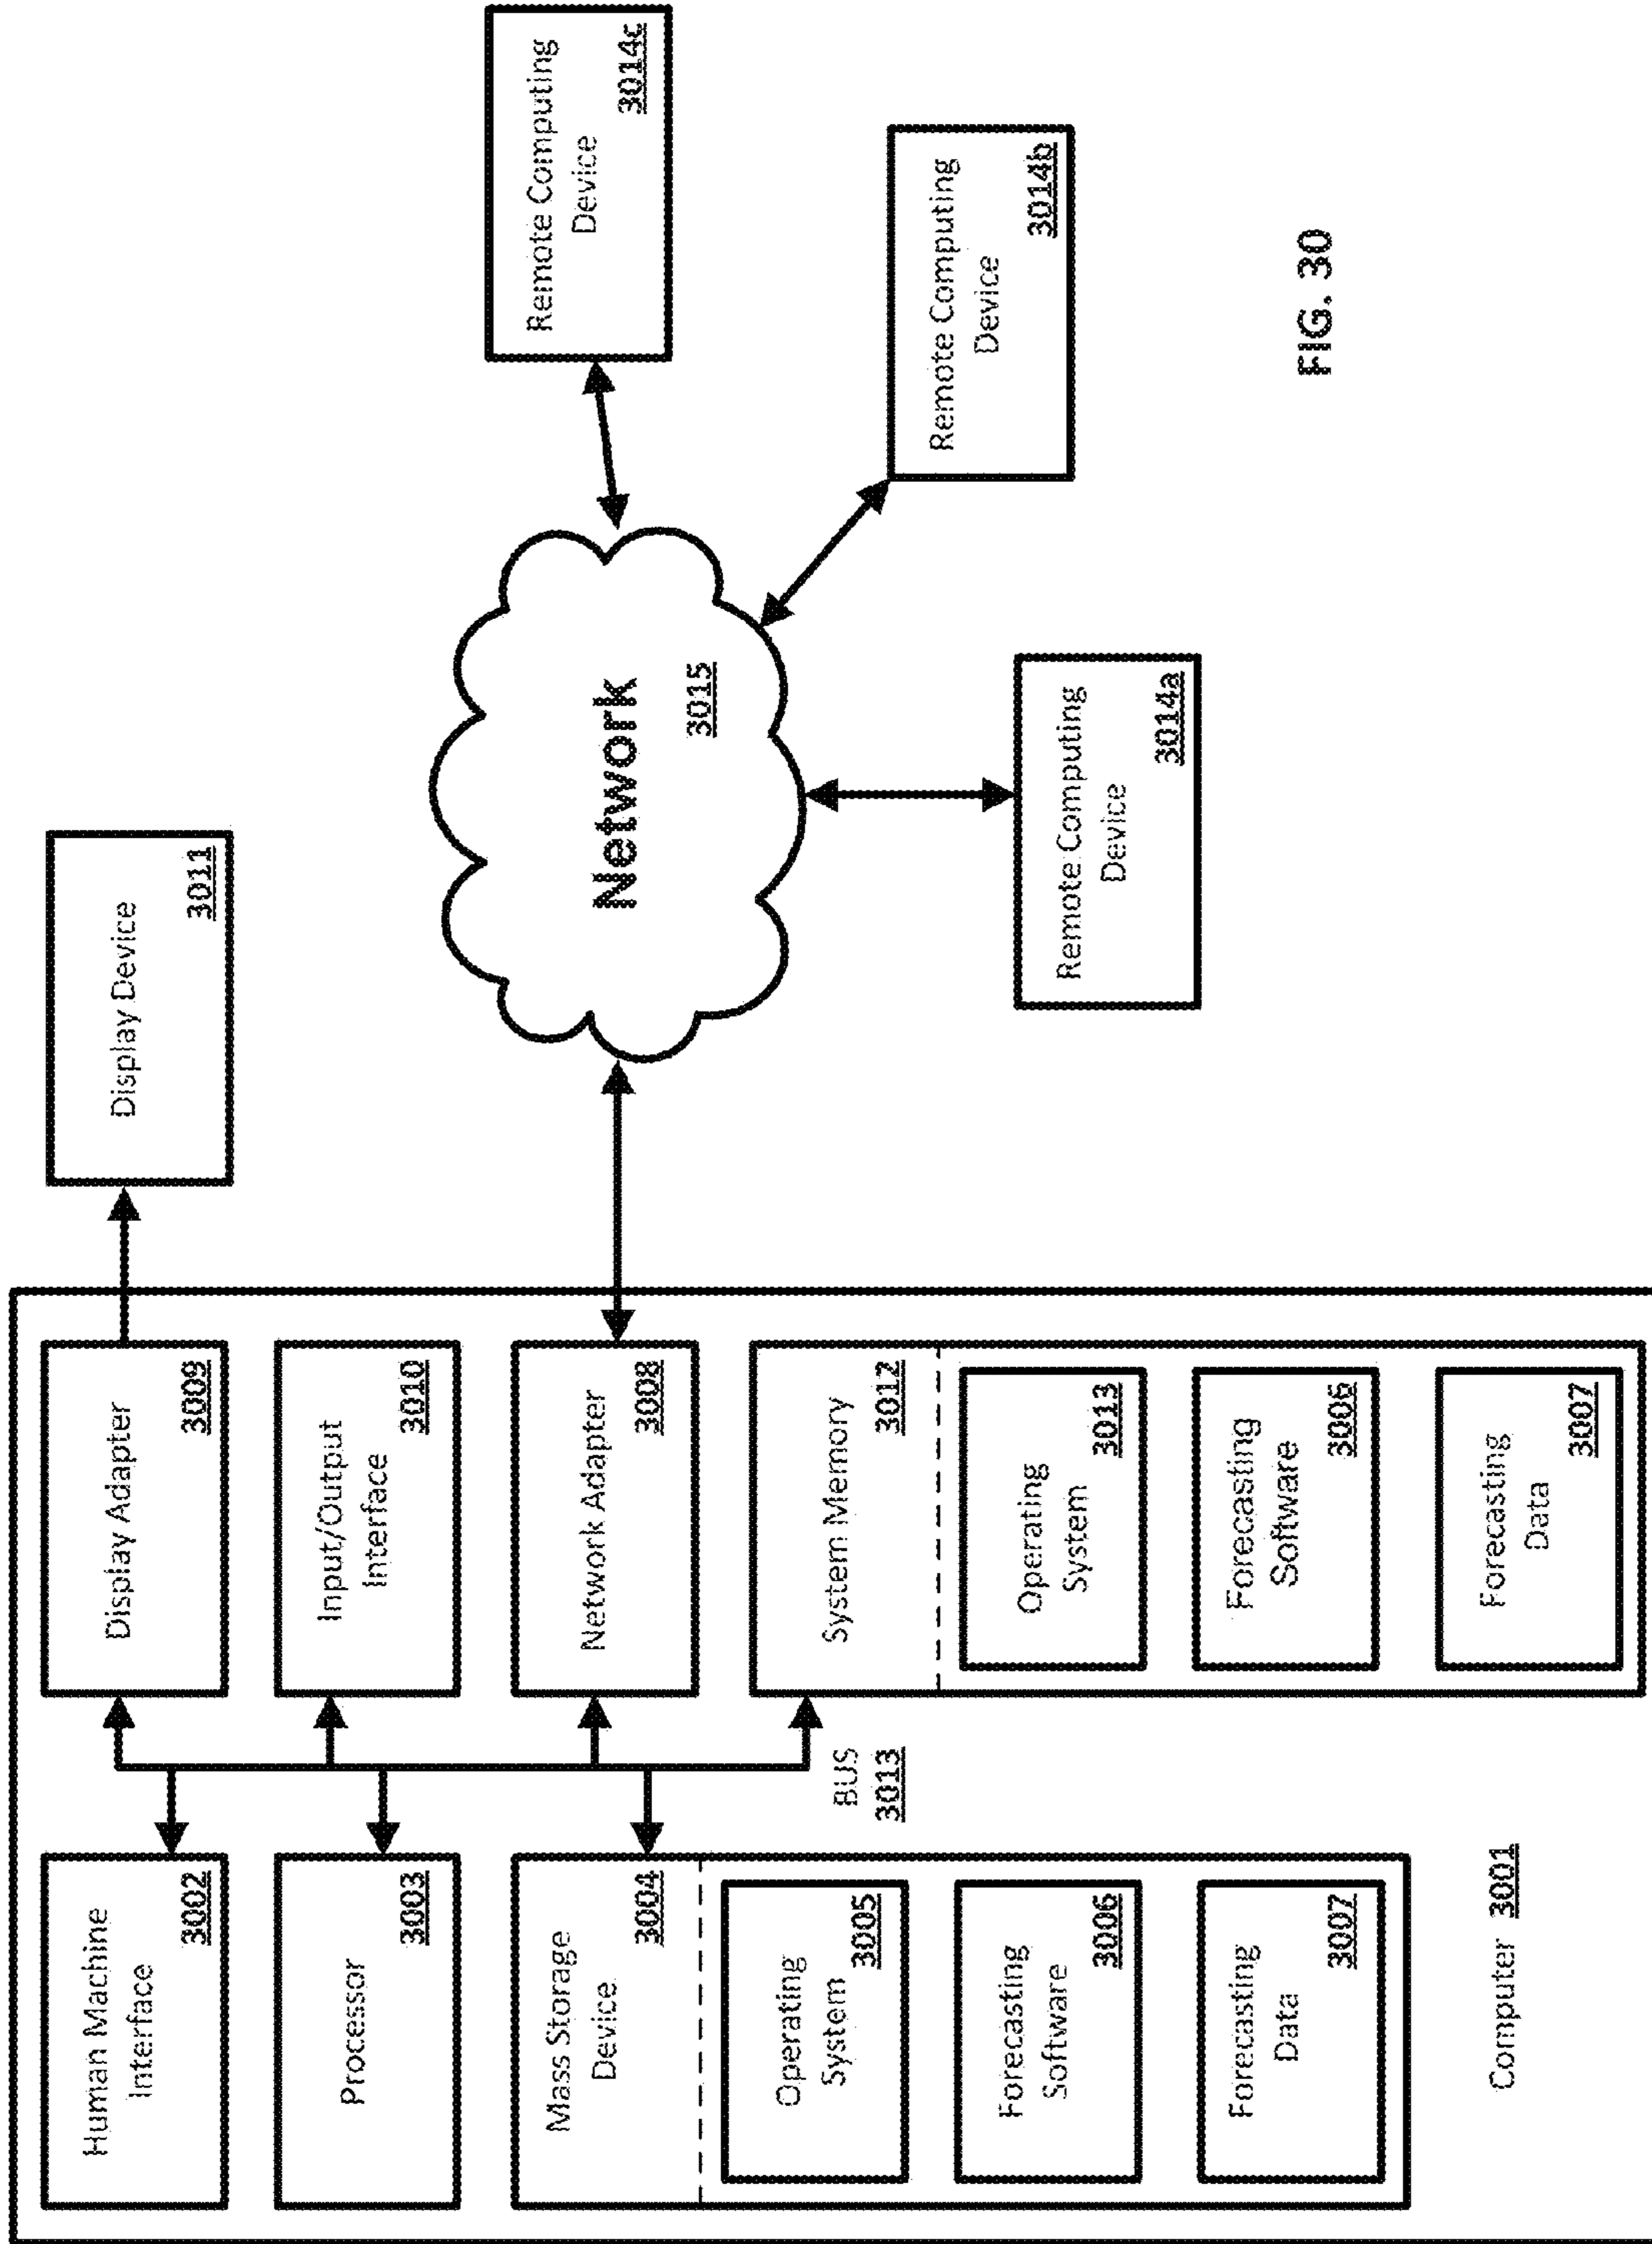 Human Machine
Interface
3002
Processor
3003
Mass Storage
Device
3004
Operating
System
3005
Forecasting
Software
3006
Forecasting
Data
3007
Computer 3001
BUS
3013
Display Adapter
3009
Input/Output
Interface
3010
Network Adapter
3008
System Memory
3012
Operating
System
3013
Forecasting
Software
3006
Forecasting
Data
3007
Display Device
3011
Network
3015
Remote Computing
Device
3014a
Remote Computing
Device
3014b
Remote Computing
Device
3014c
FIG. 30